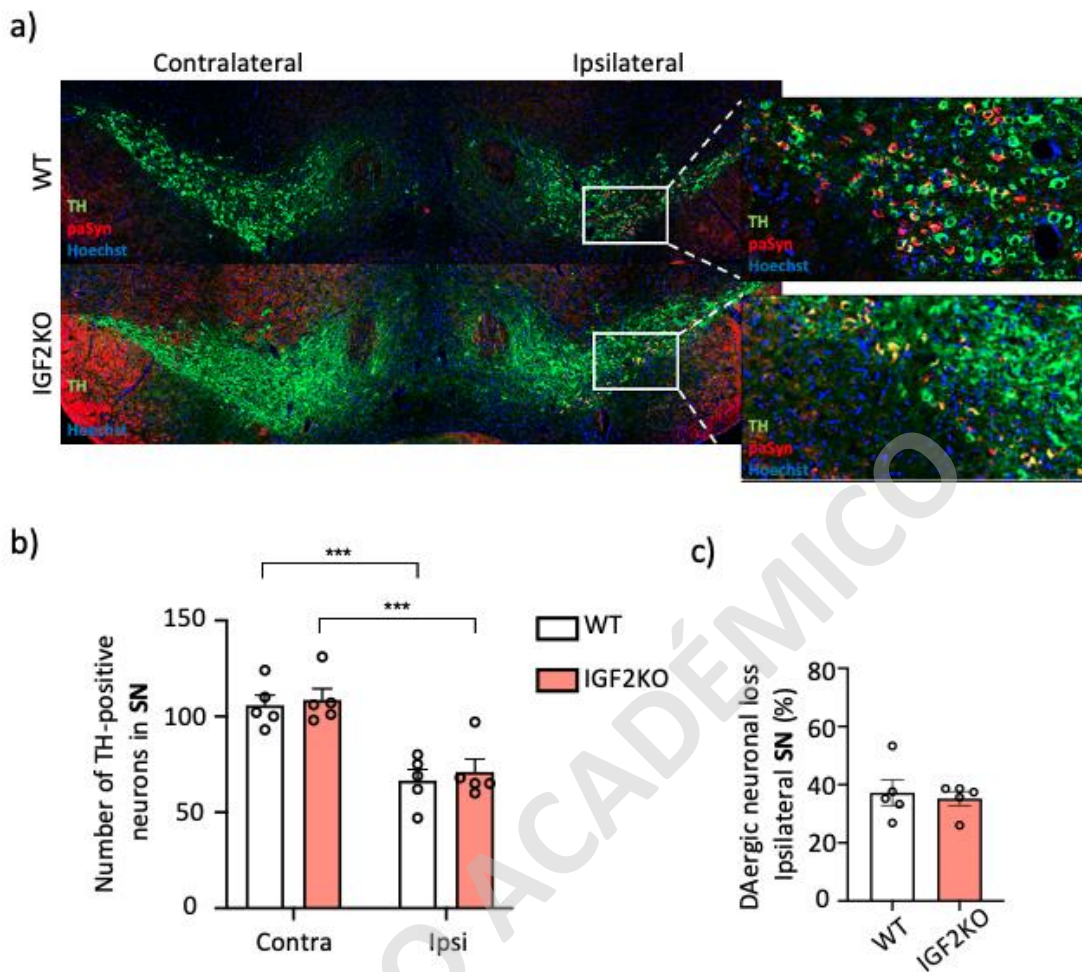 a)
Contralateral
Ipsilateral
WT
TH
paSyn
Hoechst
TH
paSyn
Hoechst
IGF2KO
TH
Hoechst
TH
paSyn
Hoechst
b)
***
***
Number of TH-positive
neurons in SN
150
100
50
0
Contra
Ipsi
WT
IGF2KO
c)
DAergic neuronal loss
Ipsilateral SN (%)
80
60
40
20
0
WT
IGF2KO
O ACADÉMICO